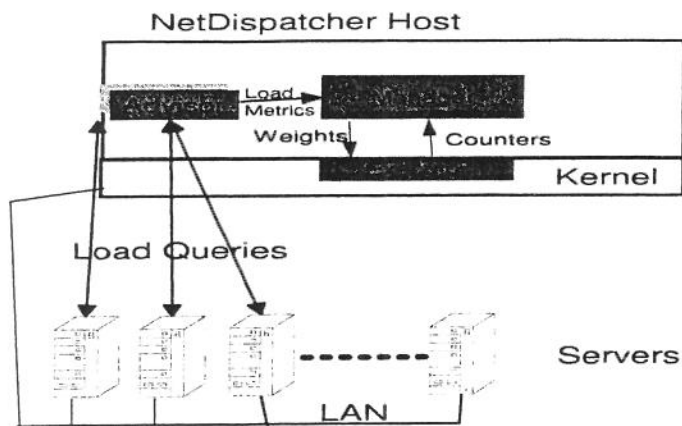 NetDispatcher Host
Load
Metrics
Weights
Counters
Kernel
Load Queries
Servers
LAN